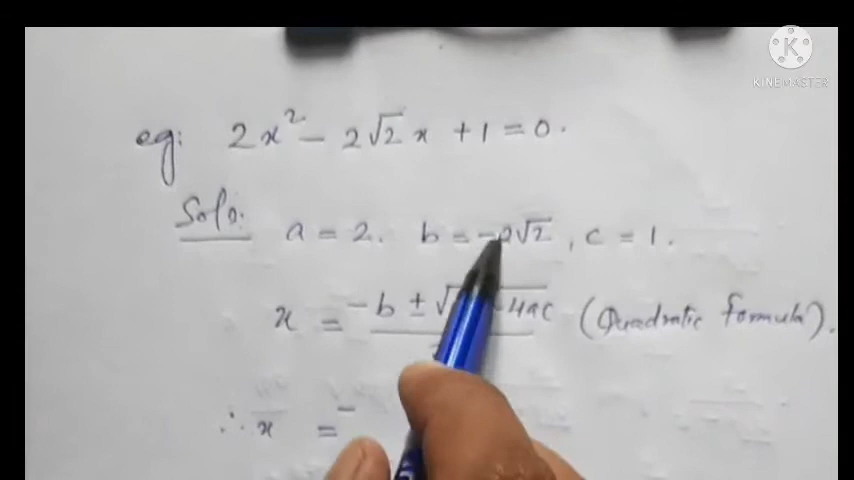 KINEMASTER
eg: 2x² - 2√2 x + 1 = 0.
Soln. a = 2. b = -2√2, c = 1.
x = -b ± √ 4ac (Quadratic formula).
∴ x = -